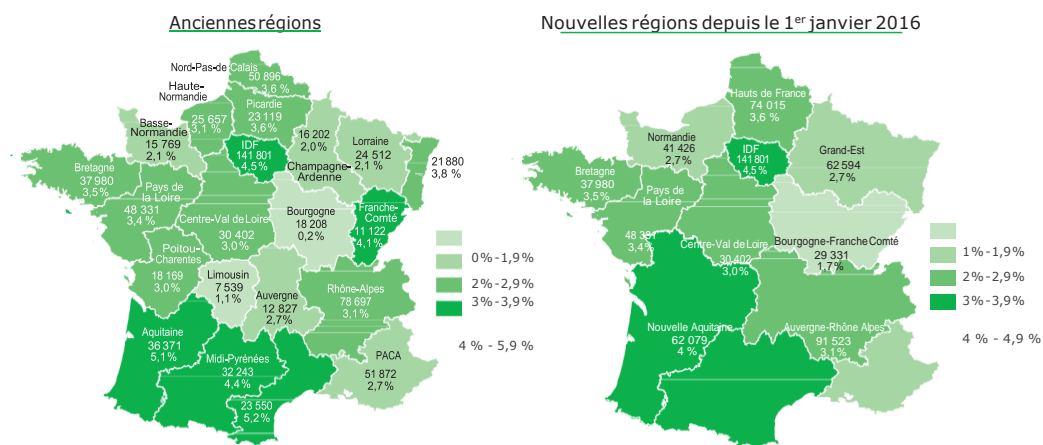 Anciennes régions
Nord-Pas-de Calais
50 896
3,6 %
Haute-
Normandie
25 657
3,1 %
Picardie
23 119
3,6 %
Basse-
Normandie
15 769
2,1 %
IDF
141 801
4,5 %
16 202
2,0 %
Champagne-
Ardenne
Lorraine
24 512
2,1 %
21 880
3,8 %
Bretagne
37 980
3,5 %
Pays de
la Loire
48 331
3,4 %
Centre-Val de Loire
30 402
3,0 %
Bourgogne
18 208
0,2 %
Franche-
Comté
11 122
4,1 %
Poitou-
Charentes
18 169
3,0 %
Limousin
7 539
1,1 %
Auvergne
12 827
2,7 %
Rhône-Alpes
78 697
3,1 %
Aquitaine
36 371
5,1 %
Midi-Pyrénées
32 243
4,4 %
23 550
5,2 %
PACA
51 872
2,7 %
0% -1,9 %
2% -2,9 %
3% -3,9 %
4 % - 5,9 %
Nouvelles régions depuis le 1er janvier 2016
Hauts de France
74 015
3,6 %
Normandie
41 426
2,7 %
IDF
141 801
4,5 %
Grand-Est
62 594
2,7 %
Bretagne
37 980
3,5 %
Pays de
la Loire
48 331
3,4 %
Centre-Val de Loire
30 402
3,0 %
Bourgogne-Franche Comté
29 331
1,7 %
Nouvelle Aquitaine
62 079
4 %
Auvergne-Rhône Alpes
91 523
3,1 %
1% -1,9 %
2% -2,9 %
3% -3,9 %
4 % - 4,9 %